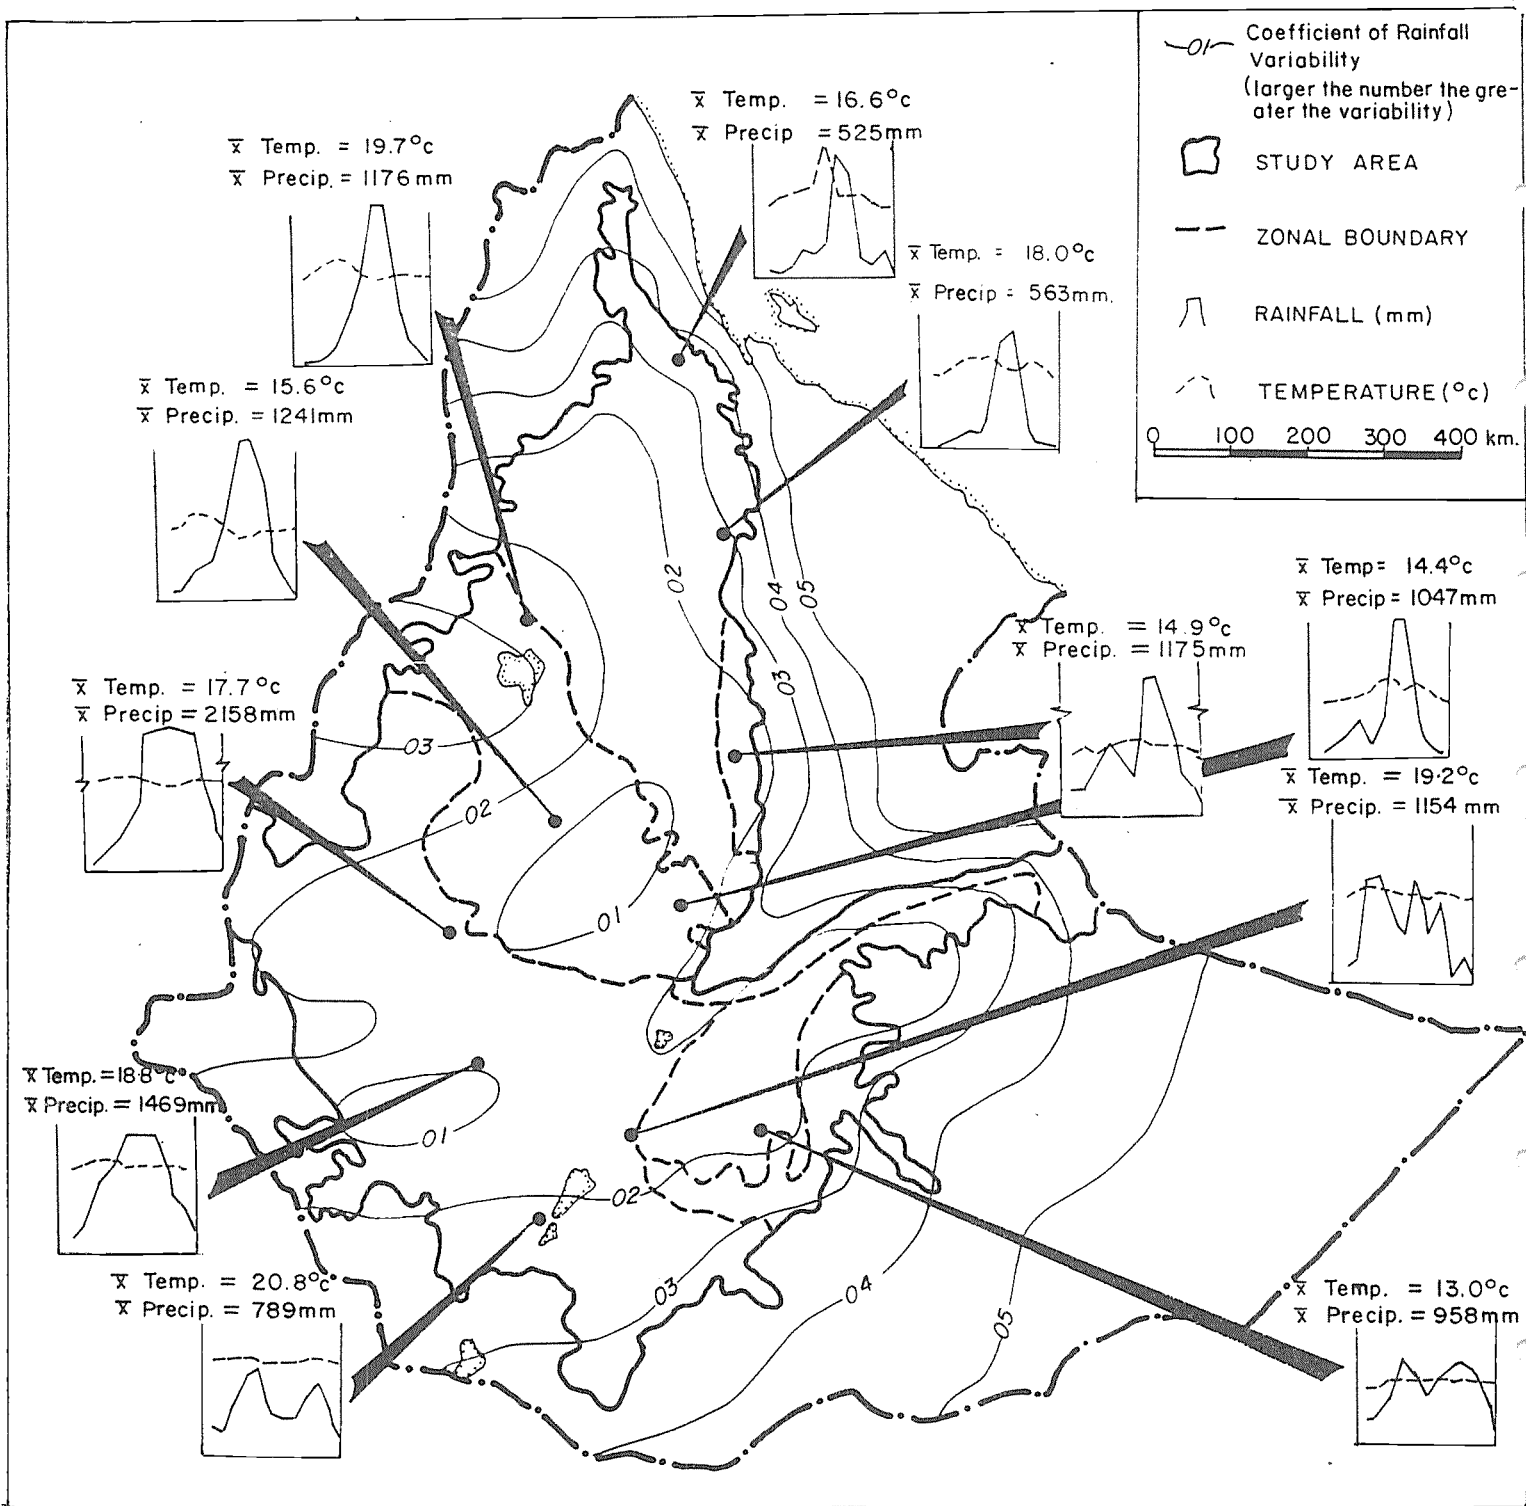 Coefficient of Rainfall
Variability
(larger the number the gre-
ater the variability)
01
STUDY AREA
ZONAL BOUNDARY
RAINFALL (mm)
TEMPERATURE (°c)
0 100 200 300 400 km.
x̄ Temp. = 16.6°c
x̄ Precip = 525mm
x̄ Temp. = 19.7°c
x̄ Precip. = 1176 mm
x̄ Temp. = 18.0°c
x̄ Precip = 563mm.
x̄ Temp. = 15.6°c
x̄ Precip. = 1241mm
x̄ Temp = 14.4°c
x̄ Precip = 1047mm
x̄ Temp. = 14.9°c
x̄ Precip. = 1175mm
x̄ Temp. = 17.7°c
x̄ Precip = 2158mm
x̄ Temp. = 19.2°c
x̄ Precip. = 1154 mm
x̄ Temp. = 18.8°c
x̄ Precip. = 1469mm
x̄ Temp. = 20.8°c
x̄ Precip. = 789mm
x̄ Temp. = 13.0°c
x̄ Precip. = 958mm
02
04
05
03
03
02
01
01
02
03
04
05